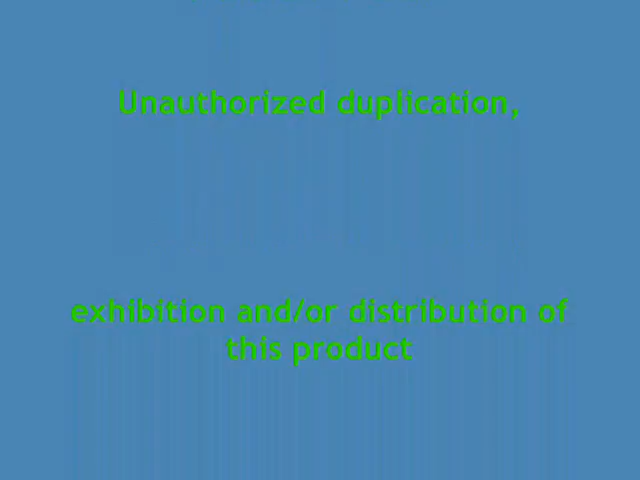 Unauthorized duplication,
exhibition and/or distribution of
this product